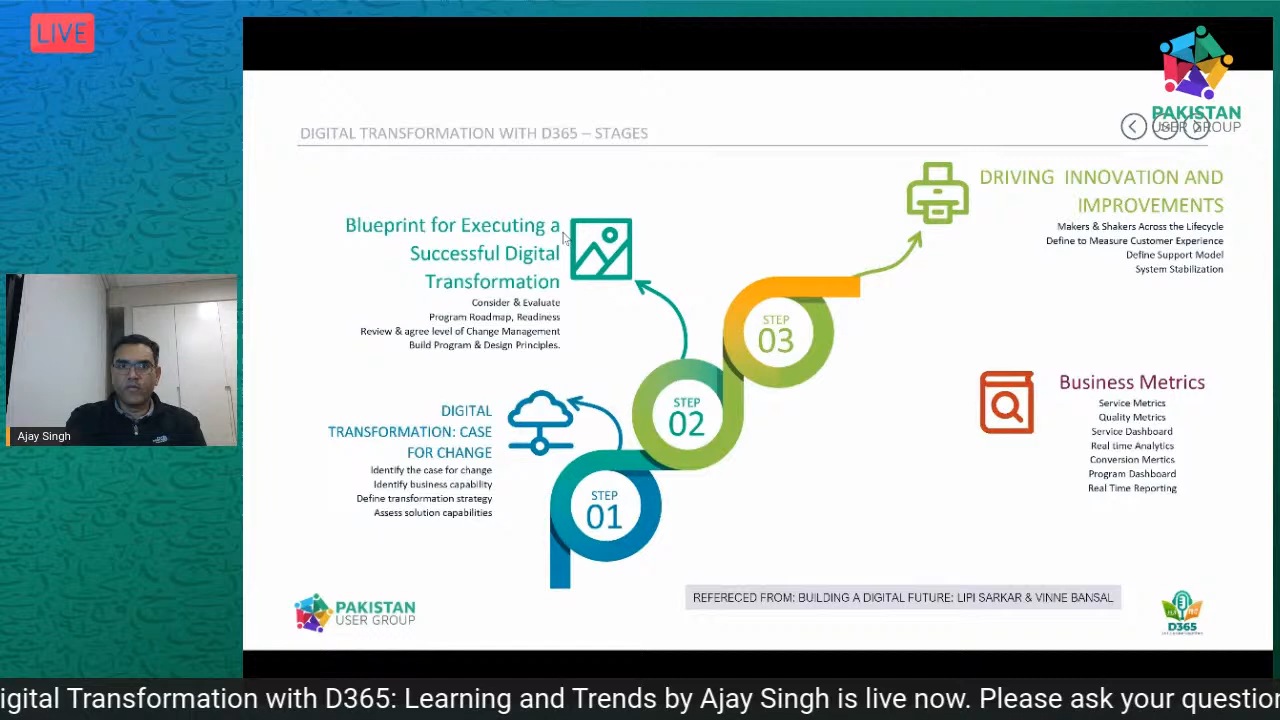 LIVE
PAKISTAN
USER GROUP
DIGITAL TRANSFORMATION WITH D365 – STAGES
DRIVING INNOVATION AND
IMPROVEMENTS
Makers & Shakers Across the Lifecycle
Define to Measure Customer Experience
Define Support Model
System Stabilization
Blueprint for Executing a
Successful Digital
Transformation
Consider & Evaluate
Program Roadmap, Readiness
Review & agree level of Change Management
Build Program & Design Principles.
STEP
03
STEP
02
Business Metrics
Service Metrics
Quality Metrics
Service Dashboard
Real time Analytics
Conversion Mertics
Program Dashboard
Real Time Reporting
DIGITAL
TRANSFORMATION: CASE
FOR CHANGE
Identify the case for change
Identify business capability
Define transformation strategy
Assess solution capabilities
STEP
01
Ajay Singh
REFERECED FROM: BUILDING A DIGITAL FUTURE: LIPI SARKAR & VINNE BANSAL
PAKISTAN
USER GROUP
D365
igital Transformation with D365: Learning and Trends by Ajay Singh is live now. Please ask your question